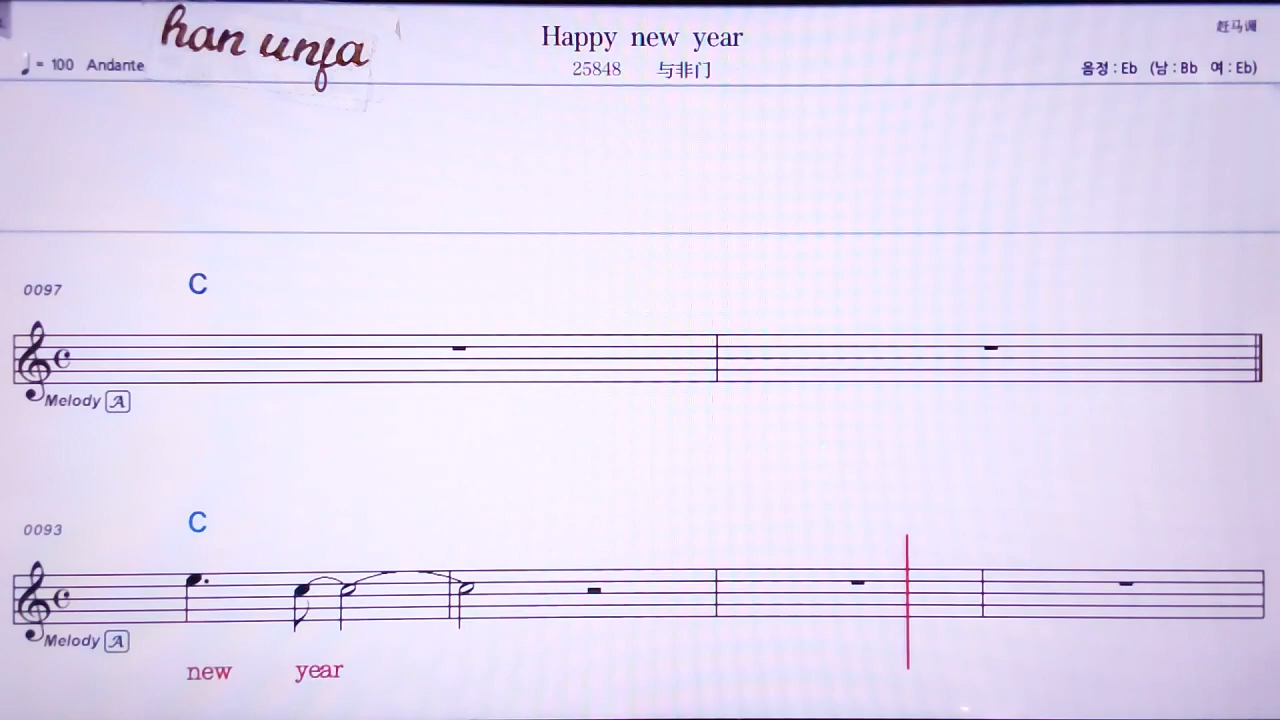 han unfa
Happy new year
赶马调
♩ = 100 Andante
25848 与非门
음정 : Eb (남 : Bb 여 : Eb)
0097
C
Melody A
0093
C
Melody A
new year